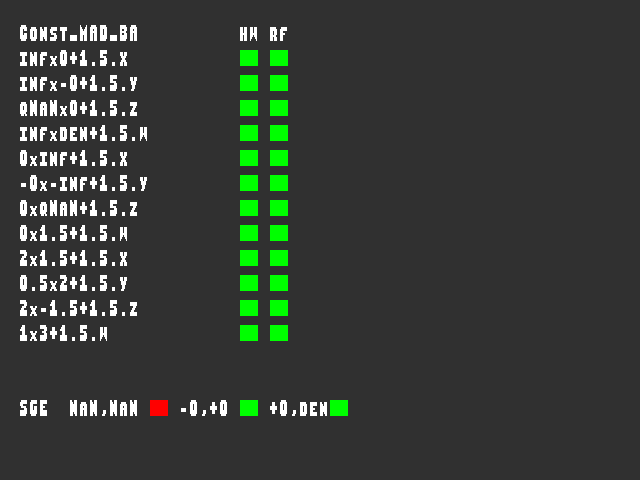 Const_MAD_BA HW RF
INFx0+1.5.X
INFx-0+1.5.Y
QNANx0+1.5.Z
INFxDEN+1.5.W
0xINF+1.5.X
-0x-INF+1.5.Y
0xQNAN+1.5.Z
0x1.5+1.5.W
2x1.5+1.5.X
0.5x2+1.5.Y
2x-1.5+1.5.Z
1x3+1.5.W
SGE NaN,NaN -0,+0 +0,DEN